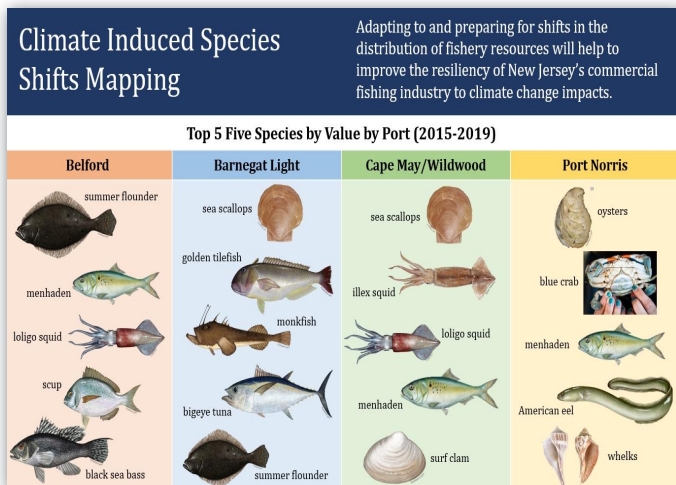 Climate Induced Species
Shifts Mapping
Adapting to and preparing for shifts in the
distribution of fishery resources will help to
improve the resiliency of New Jersey's commercial
fishing industry to climate change impacts.
Top 5 Five Species by Value by Port (2015-2019)
Belford
summer flounder
menhaden
loligo squid
scup
black sea bass
Barnegat Light
sea scallops
golden tilefish
monkfish
bigeye tuna
summer flounder
Cape May/Wildwood
sea scallops
illex squid
loligo squid
menhaden
surf clam
Port Norris
oysters
blue crab
menhaden
American eel
whelks